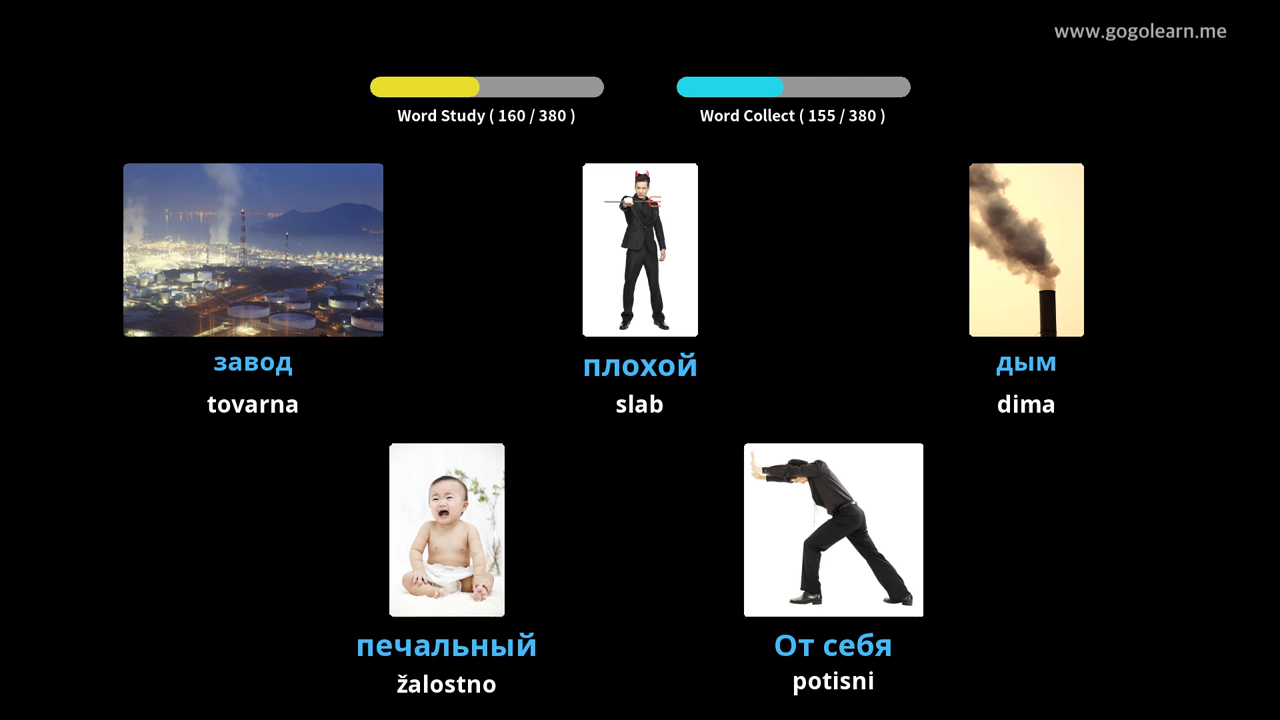 www.gogolearn.me
Word Study ( 160 / 380 )
Word Collect ( 155 / 380 )
завод
tovarna
плохой
slab
дым
dima
печальный
žalostno
От себя
potisni